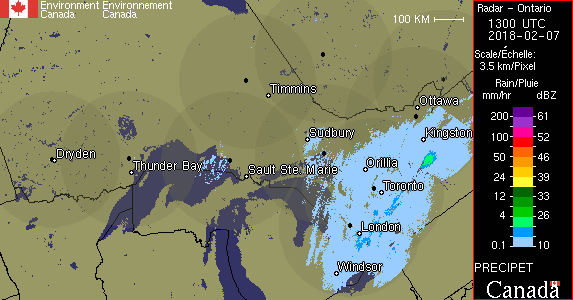 Environment Environnement
Canada Canada
100 KM
Radar - Ontario
1300 UTC
2018-02-07
Scale/Échelle:
3.5 km/Pixel
Rain/Pluie
mm/hr dBZ
200 61
100 52
50 46
24 39
12 33
4 26
0.1 10
PRECIPET
Canada
Timmins
Ottawa
Sudbury
Kingston
Dryden
Thunder Bay
Sault Ste. Marie
Orillia
Toronto
London
Windsor